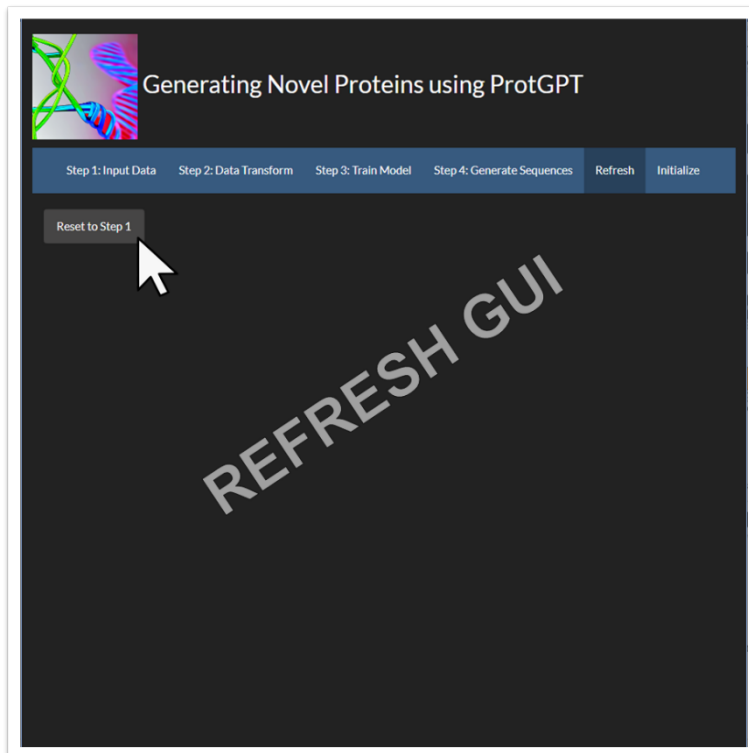 Generating Novel Proteins using ProtGPT
Step 1: Input Data Step 2: Data Transform Step 3: Train Model Step 4: Generate Sequences Refresh Initialize
Reset to Step 1
REFRESH GUI